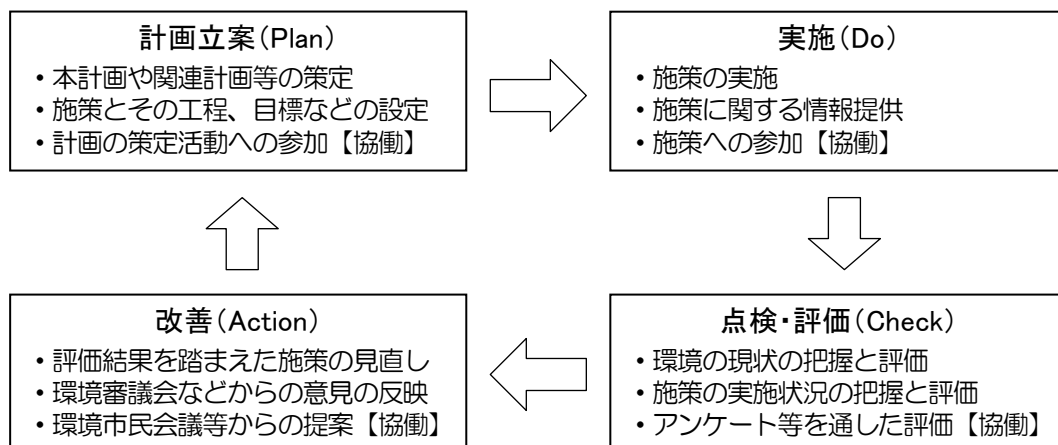 計画立案(Plan)
・本計画や関連計画等の策定
・施策とその工程、目標などの設定
・計画の策定活動への参加【協働】
実施(Do)
・施策の実施
・施策に関する情報提供
・施策への参加【協働】
改善(Action)
・評価結果を踏まえた施策の見直し
・環境審議会などからの意見の反映
・環境市民会議等からの提案【協働】
点検・評価(Check)
・環境の現状の把握と評価
・施策の実施状況の把握と評価
・アンケート等を通した評価【協働】